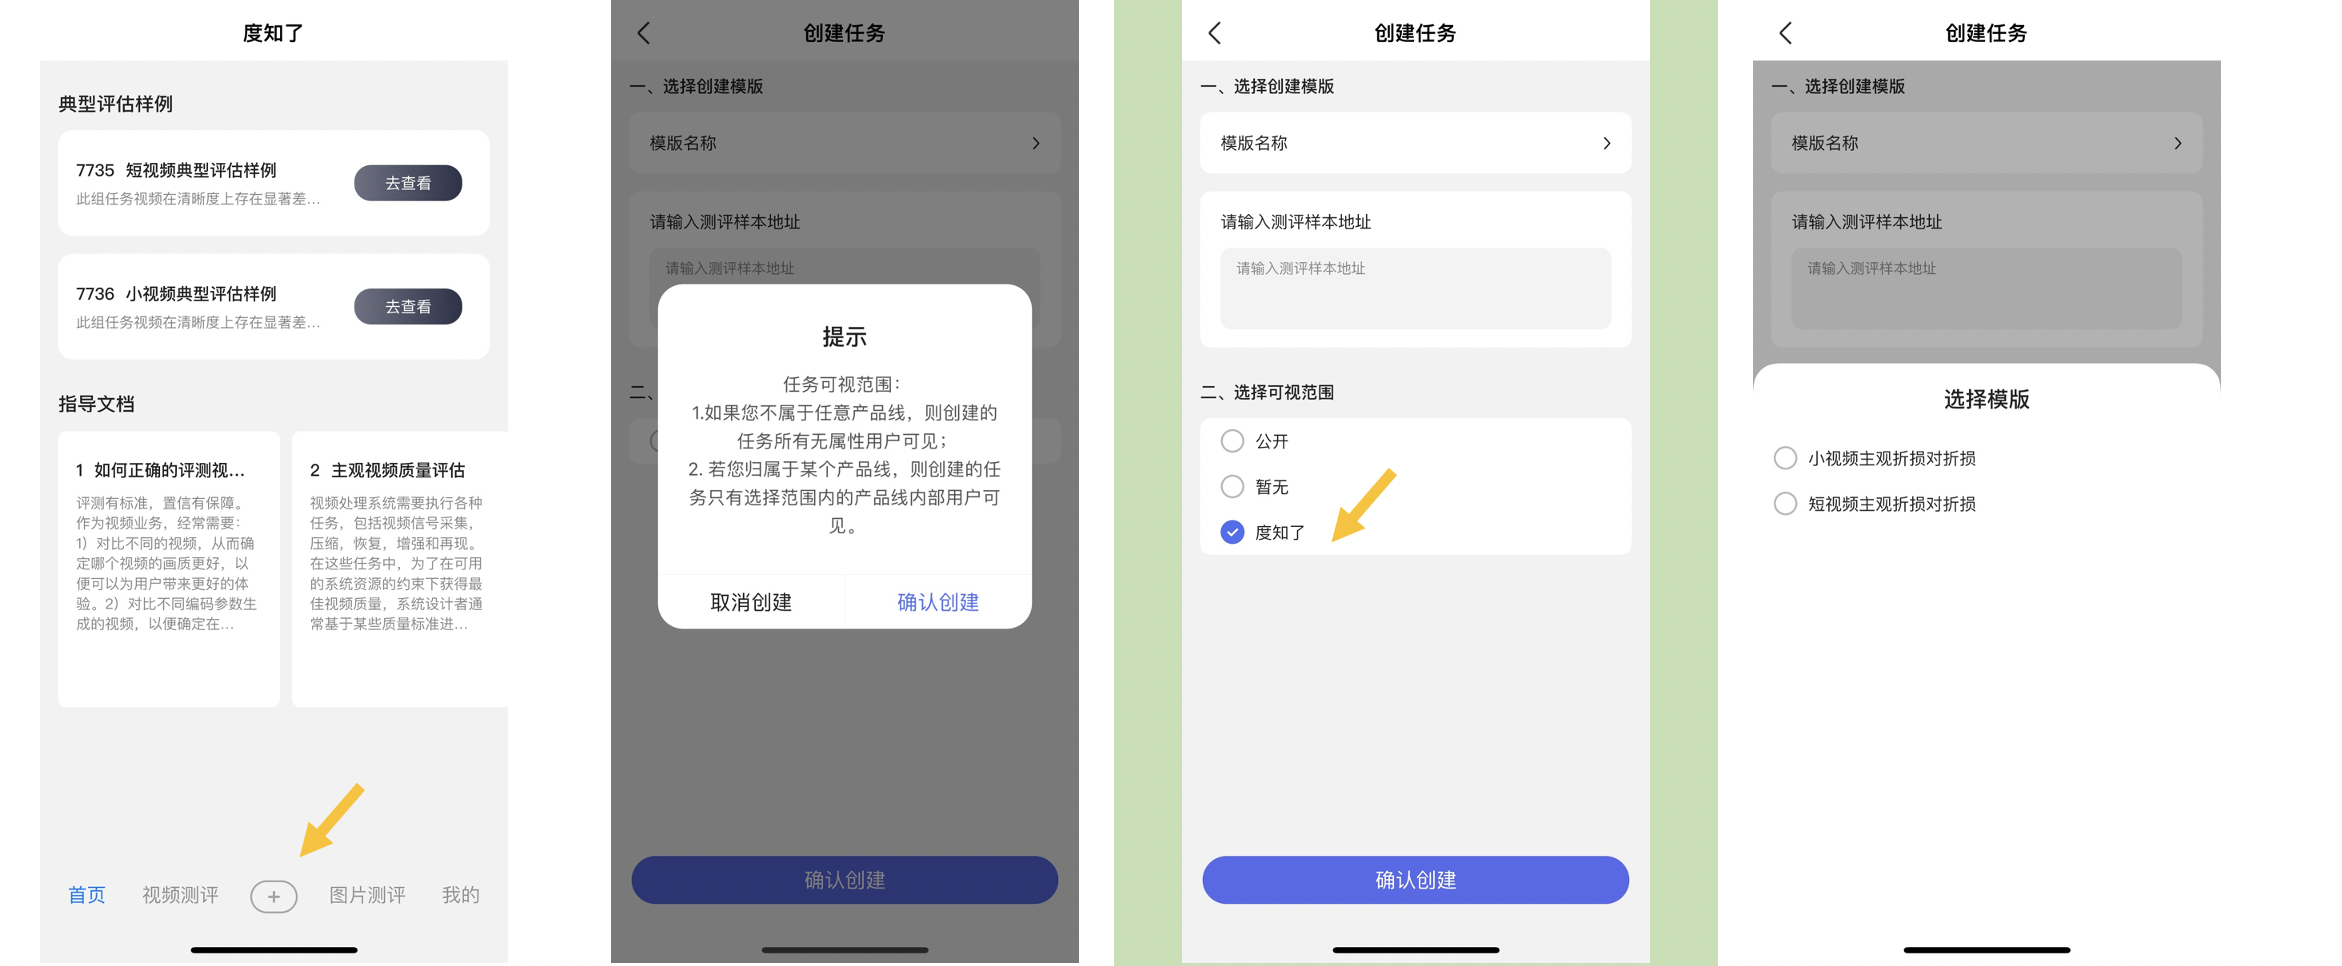 度知了
典型评估样例
7735 短视频典型评估样例
此组任务视频在清晰度上存在显著差...
去查看
7736 小视频典型评估样例
此组任务视频在清晰度上存在显著差...
去查看
指导文档
1 如何正确的评测视...
评测有标准，置信有保障。
作为视频业务，经常需要：
1）对比不同的视频，从而确
定哪个视频的画质更好，以
便可以为用户带来更好的体
验。2）对比不同编码参数生
成的视频，以便确定在...
2 主观视频质量评估
视频处理系统需要执行各种
任务，包括视频信号采集，
压缩，恢复，增强和再现。
在这些任务中，为了在可用
的系统资源的约束下获得最
佳视频质量，系统设计者通
常基于某些质量标准进...
首页 视频测评 + 图片测评 我的
创建任务
一、选择创建模版
模版名称
请输入测评样本地址
请输入测评样本地址
二、
提示
任务可视范围：
1.如果您不属于任意产品线，则创建的
任务所有无属性用户可见；
2. 若您归属于某个产品线，则创建的任
务只有选择范围内的产品线内部用户可
见。
取消创建 确认创建
确认创建
创建任务
一、选择创建模版
模版名称
请输入测评样本地址
请输入测评样本地址
二、选择可视范围
公开
暂无
度知了
确认创建
创建任务
一、选择创建模版
模版名称
请输入测评样本地址
请输入测评样本地址
选择模版
小视频主观折损对折损
短视频主观折损对折损